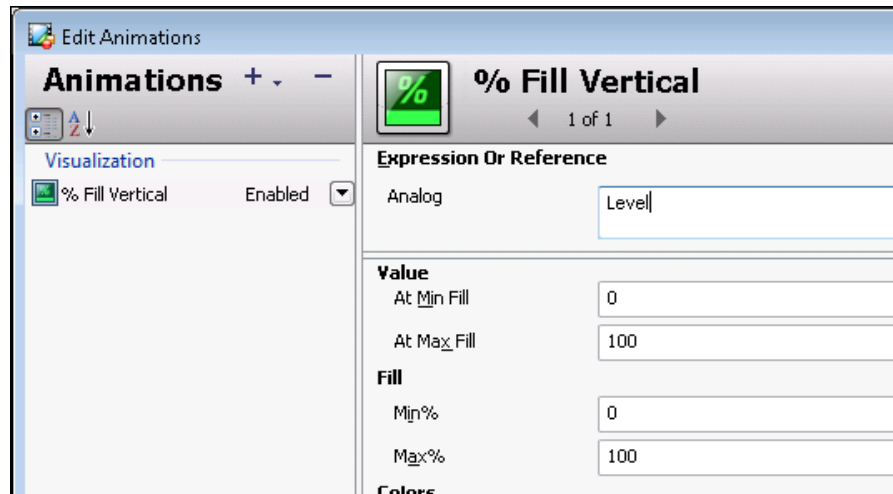 Edit Animations
Animations + -
% Fill Vertical
1 of 1
A
Z
Visualization
% Fill Vertical Enabled
Expression Or Reference
Analog Level
Value
At Min Fill 0
At Max Fill 100
Fill
Min% 0
Max% 100
Colors